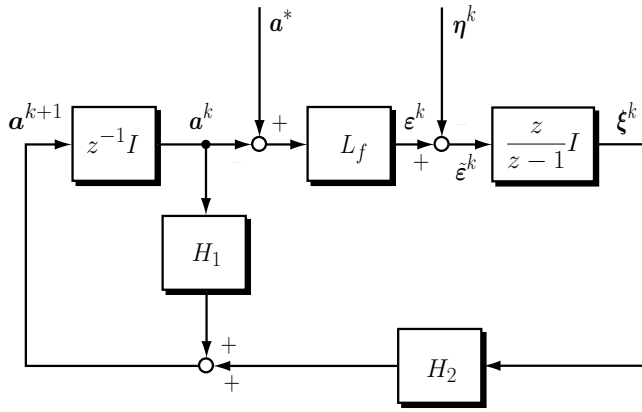 a*
η^k
a^{k+1}
z^{-1}I
a^k
+
−
L_f
ε^k
+
−
ε̃^k
z/(z − 1) I
ξ^k
H_1
+
+
H_2